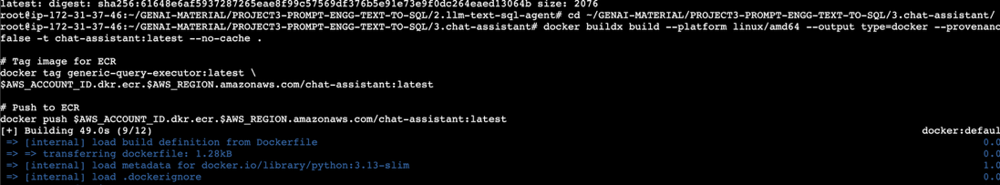 latest: digest: sha256:61648e6af5937287265eae8f99c57569df376b5e91e73e9f0dc264eaed13064b size: 2076
root@ip-172-31-37-46:~/GENAI-MATERIAL/PROJECT3-PROMPT-ENGG-TEXT-TO-SQL/2.llm-text-sql-agent# cd ~/GENAI-MATERIAL/PROJECT3-PROMPT-ENGG-TEXT-TO-SQL/3.chat-assistant/
root@ip-172-31-37-46:~/GENAI-MATERIAL/PROJECT3-PROMPT-ENGG-TEXT-TO-SQL/3.chat-assistant# docker buildx build --platform linux/amd64 --output type=docker --provenanc
false -t chat-assistant:latest --no-cache .
# Tag image for ECR
docker tag generic-query-executor:latest \
$AWS_ACCOUNT_ID.dkr.ecr.$AWS_REGION.amazonaws.com/chat-assistant:latest
# Push to ECR
docker push $AWS_ACCOUNT_ID.dkr.ecr.$AWS_REGION.amazonaws.com/chat-assistant:latest
[+] Building 49.0s (9/12) docker:defaul
=> [internal] load build definition from Dockerfile 0.0
=> => transferring dockerfile: 1.28kB 0.0
=> [internal] load metadata for docker.io/library/python:3.13-slim 1.0
=> [internal] load .dockerignore 0.0